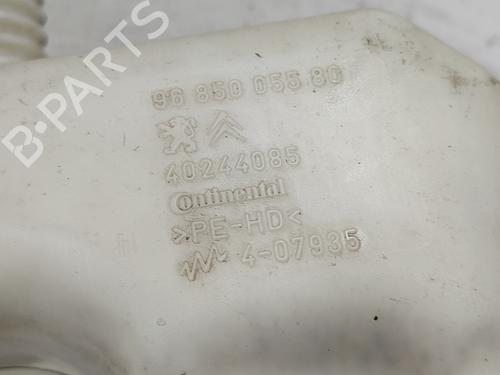 B-PARTS
96 850 055 80
40244085
Continental
>PE-HD<
4-07935